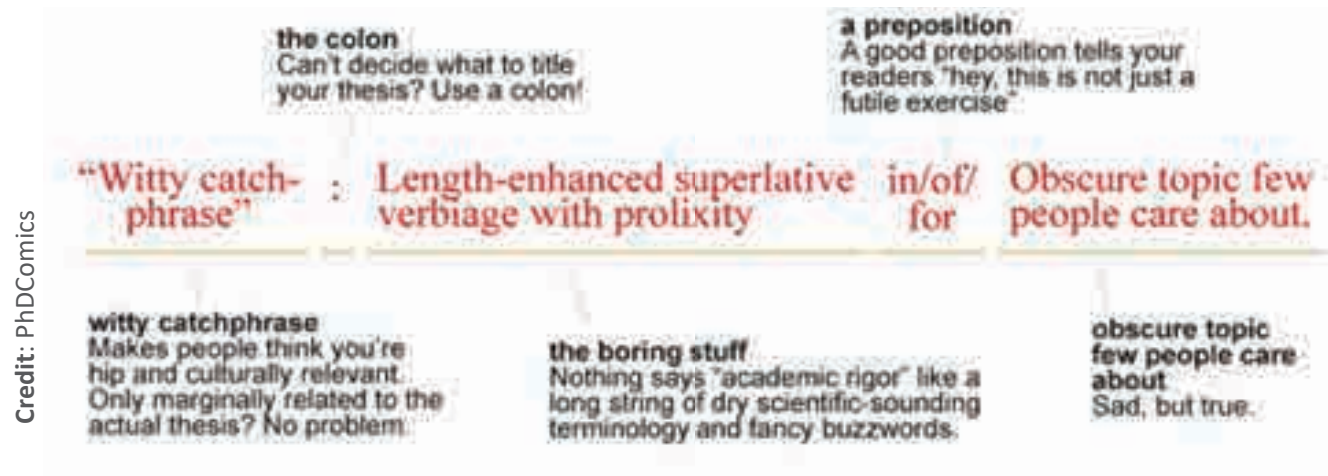 the colon
Can't decide what to title
your thesis? Use a colon!
a preposition
A good preposition tells your
readers "hey, this is not just a
futile exercise"
"Witty catch-
phrase"
:
Length-enhanced superlative
verbiage with prolixity
in/of/
for
Obscure topic few
people care about.
witty catchphrase
Makes people think you're
hip and culturally relevant.
Only marginally related to the
actual thesis? No problem.
the boring stuff
Nothing says "academic rigor" like a
long string of dry scientific-sounding
terminology and fancy buzzwords.
obscure topic
few people care
about
Sad, but true.
Credit: PhDComics